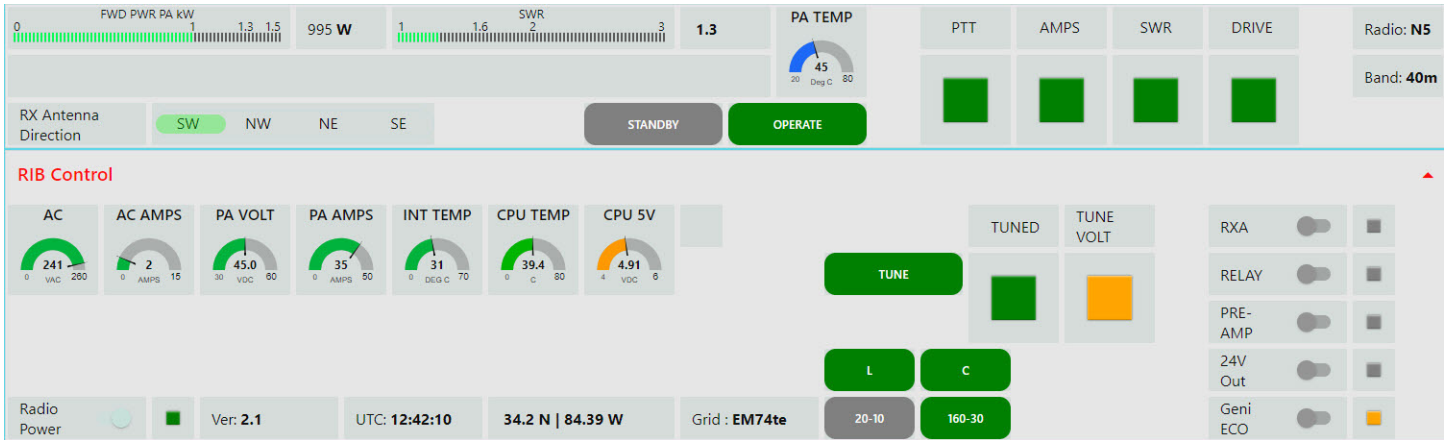 FWD PWR PA kW
0 1 1.3 1.5
995 W
SWR
1 1.6 2 3
1.3
PA TEMP
45
20 Deg C 80
PTT
AMPS
SWR
DRIVE
Radio: N5
Band: 40m
RX Antenna
Direction
SW NW NE SE
STANDBY
OPERATE
RIB Control
AC
241
0 VAC 260
AC AMPS
2
0 AMPS 15
PA VOLT
45.0
30 VDC 60
PA AMPS
35
0 AMPS 50
INT TEMP
31
0 DEG C 70
CPU TEMP
39.4
0 C 80
CPU 5V
4.91
4 VDC 6
TUNE
TUNED
TUNE
VOLT
RXA
RELAY
PRE-
AMP
24V
Out
Geni
ECO
L
C
20-10
160-30
Radio
Power
Ver: 2.1
UTC: 12:42:10
34.2 N | 84.39 W
Grid : EM74te